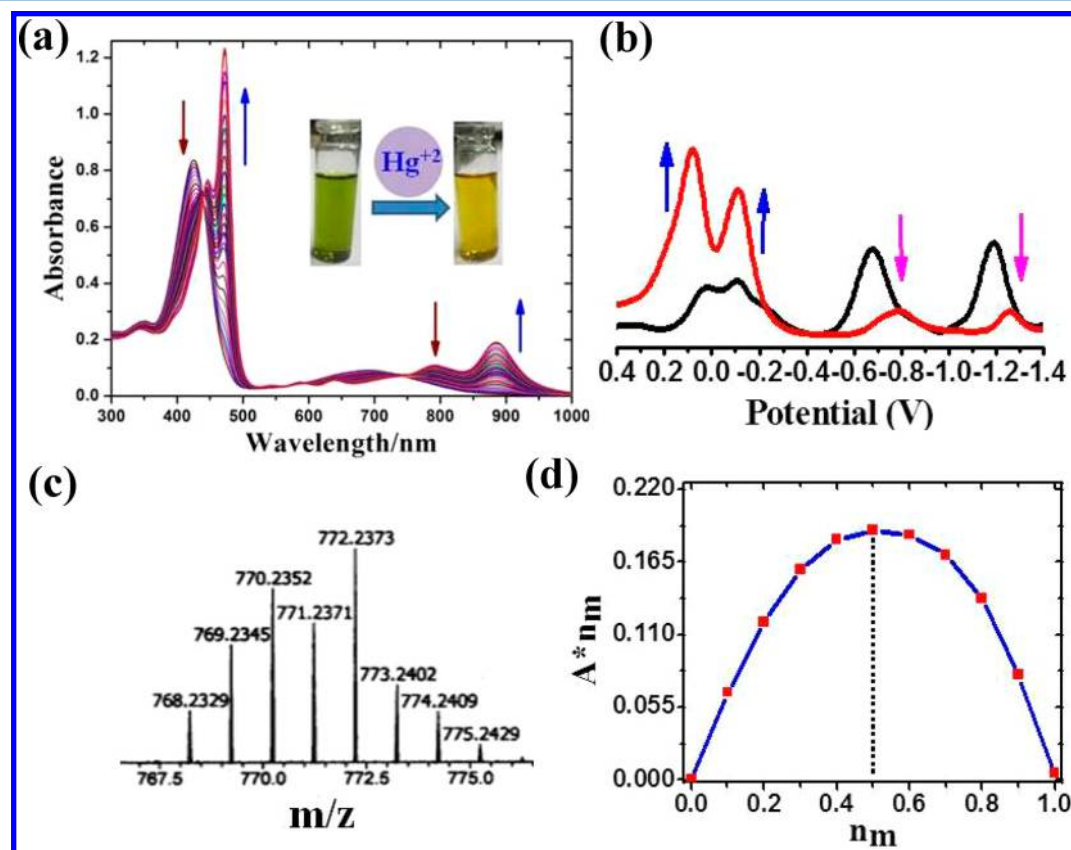 (a)
1.2
1.0
0.8
0.6
0.4
0.2
0.0
Absorbance
Hg+2
300 400 500 600 700 800 900 1000
Wavelength/nm
(b)
0.4 0.2 0.0 -0.2 -0.4 -0.6 -0.8 -1.0 -1.2 -1.4
Potential (V)
(c)
772.2373
770.2352
771.2371
769.2345
773.2402
768.2329
774.2409
775.2429
767.5 770.0 772.5 775.0
m/z
(d)
0.220
0.165
0.110
0.055
0.000
A*nm
0.0 0.2 0.4 0.6 0.8 1.0
nm